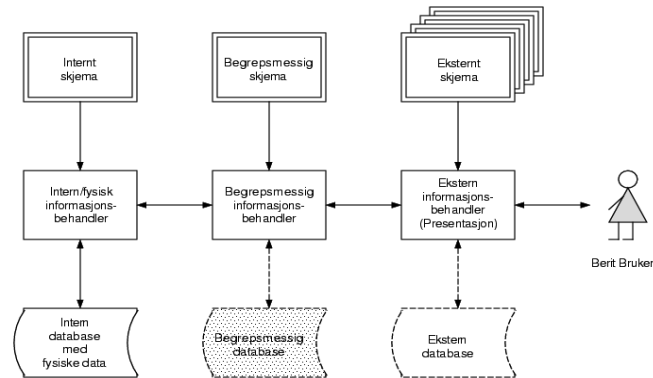 Internt
skjema
Begrepsmessig
skjema
Eksternt
skjema
Intern/fysisk
informasjons-
behandler
Begrepsmessig
informasjons-
behandler
Ekstern
informasjons-
behandler
(Presentasjon)
Berit Bruker
Intern
database
med
fysiske data
Begrepsmessig
database
Ekstern
database